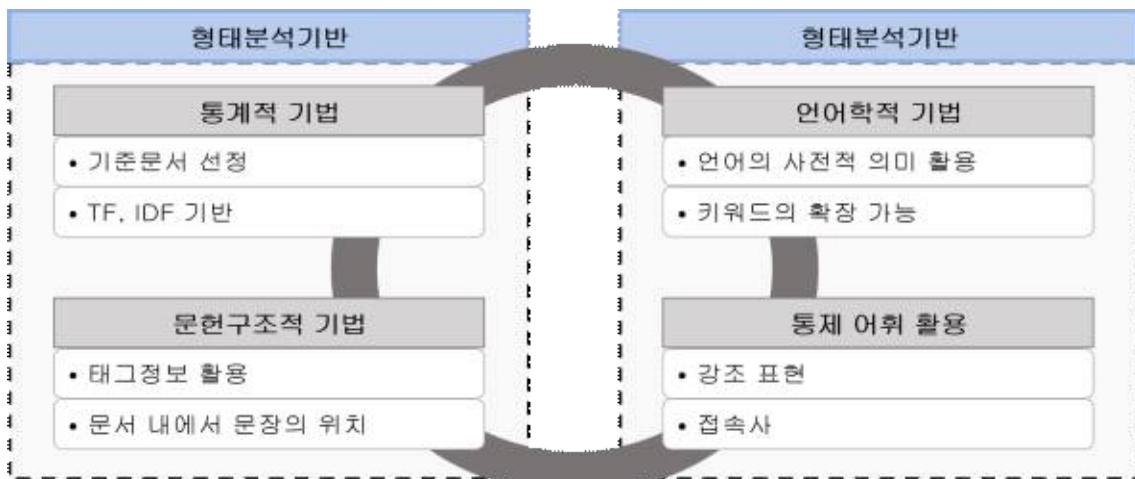 형태분석기반
통계적 기법
• 기준문서 선정
• TF, IDF 기반
문헌구조적 기법
• 태그정보 활용
• 문서 내에서 문장의 위치
형태분석기반
언어학적 기법
• 언어의 사전적 의미 활용
• 키워드의 확장 가능
통제 어휘 활용
• 강조 표현
• 접속사